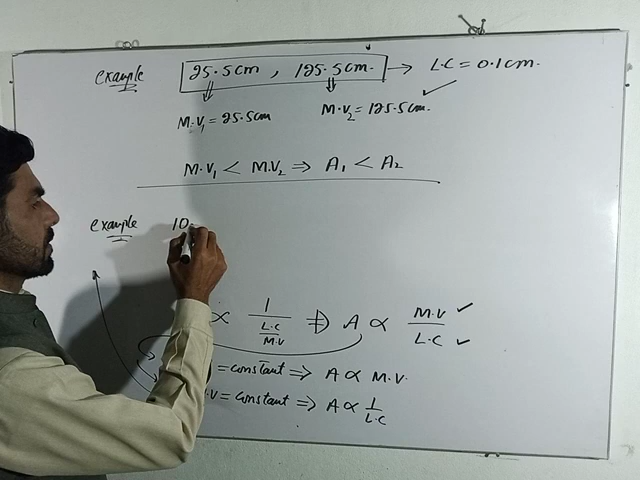 example 25.5cm , 125.5cm. → L.C = 0.1cm.
M.V₁ = 25.5cm M.V₂ = 125.5cm. ✓
M.V₁ < M.V₂ ⇒ A₁ < A₂
example 10
∝ 1/(L.C/M.V) ⇒ A ∝ M.V/L.C ✓ ✓
= constant ⇒ A ∝ M.V.
.V = constant ⇒ A ∝ 1/L.C